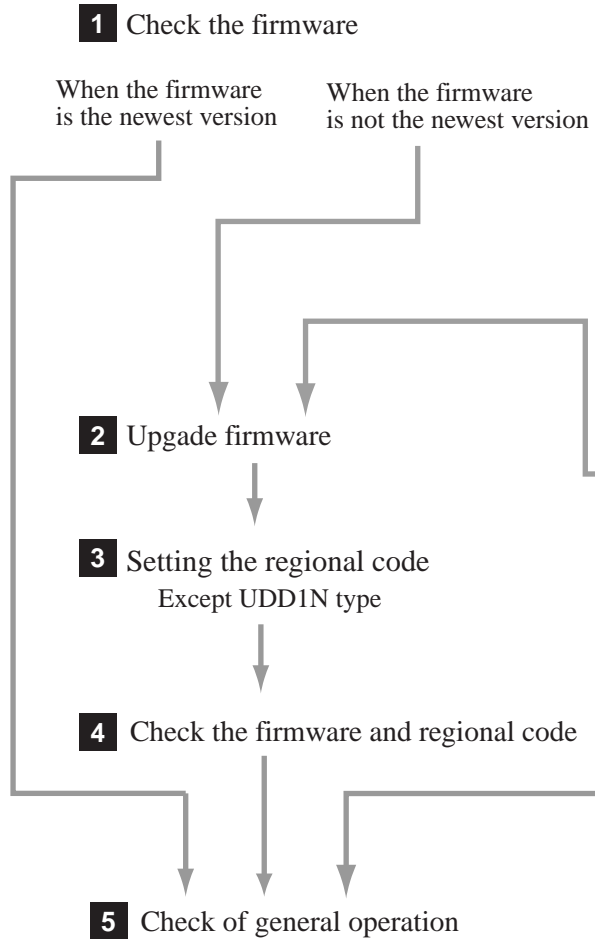 1 Check the firmware
When the firmware
is the newest version
When the firmware
is not the newest version
2 Upgade firmware
3 Setting the regional code
Except UDD1N type
4 Check the firmware and regional code
5 Check of general operation